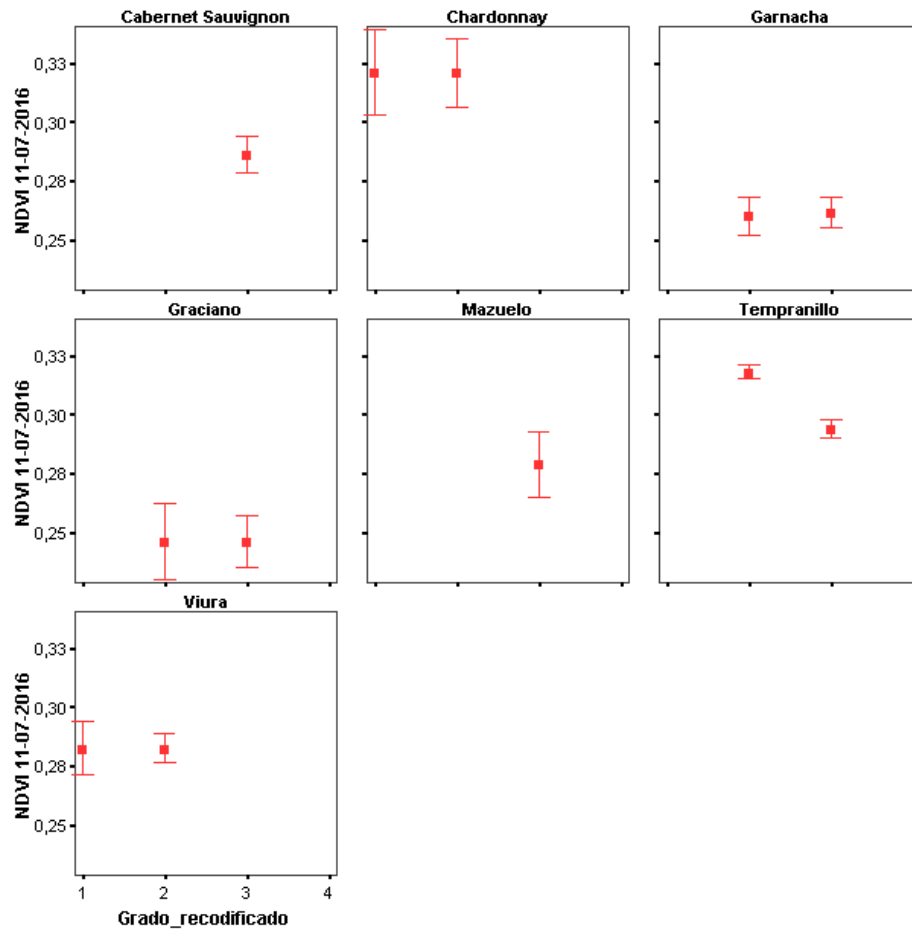 Cabernet Sauvignon
Chardonnay
Garnacha
NDVI 11-07-2016
0,33
0,30
0,28
0,25
Graciano
Mazuelo
Tempranillo
NDVI 11-07-2016
0,33
0,30
0,28
0,25
Viura
NDVI 11-07-2016
0,33
0,30
0,28
0,25
1 2 3 4
Grado_recodificado